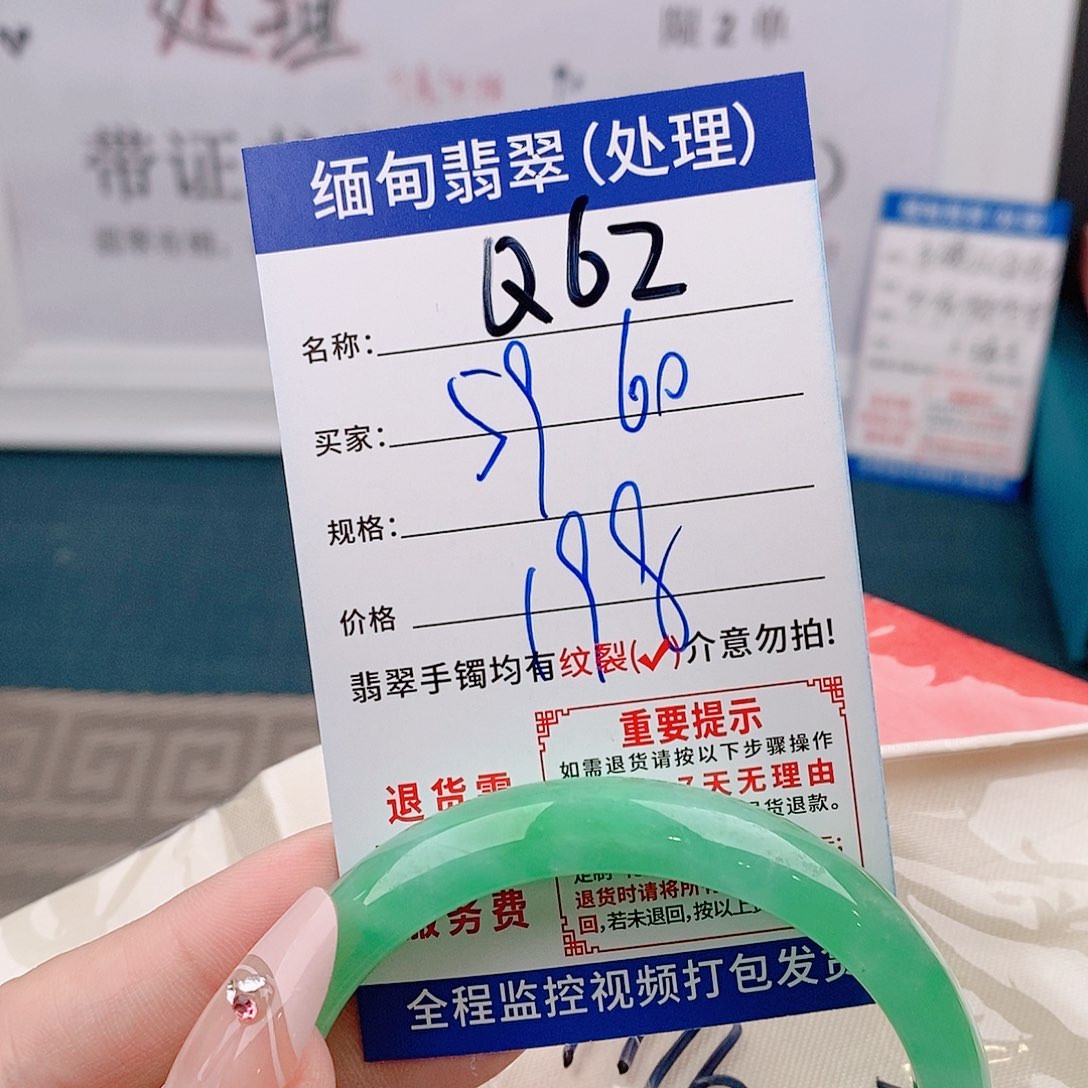 处理
限2单
带证
缅甸翡翠(处理)
Q62
名称:
59 60
买家:
规格:
198
价格
翡翠手镯均有纹裂(✓)介意勿拍!
重要提示
如需退货请按以下步骤操作
退货需
7天无理由
货退款。
退货时请将所
服务费
回,若未退回,按以上
全程监控视频打包发货